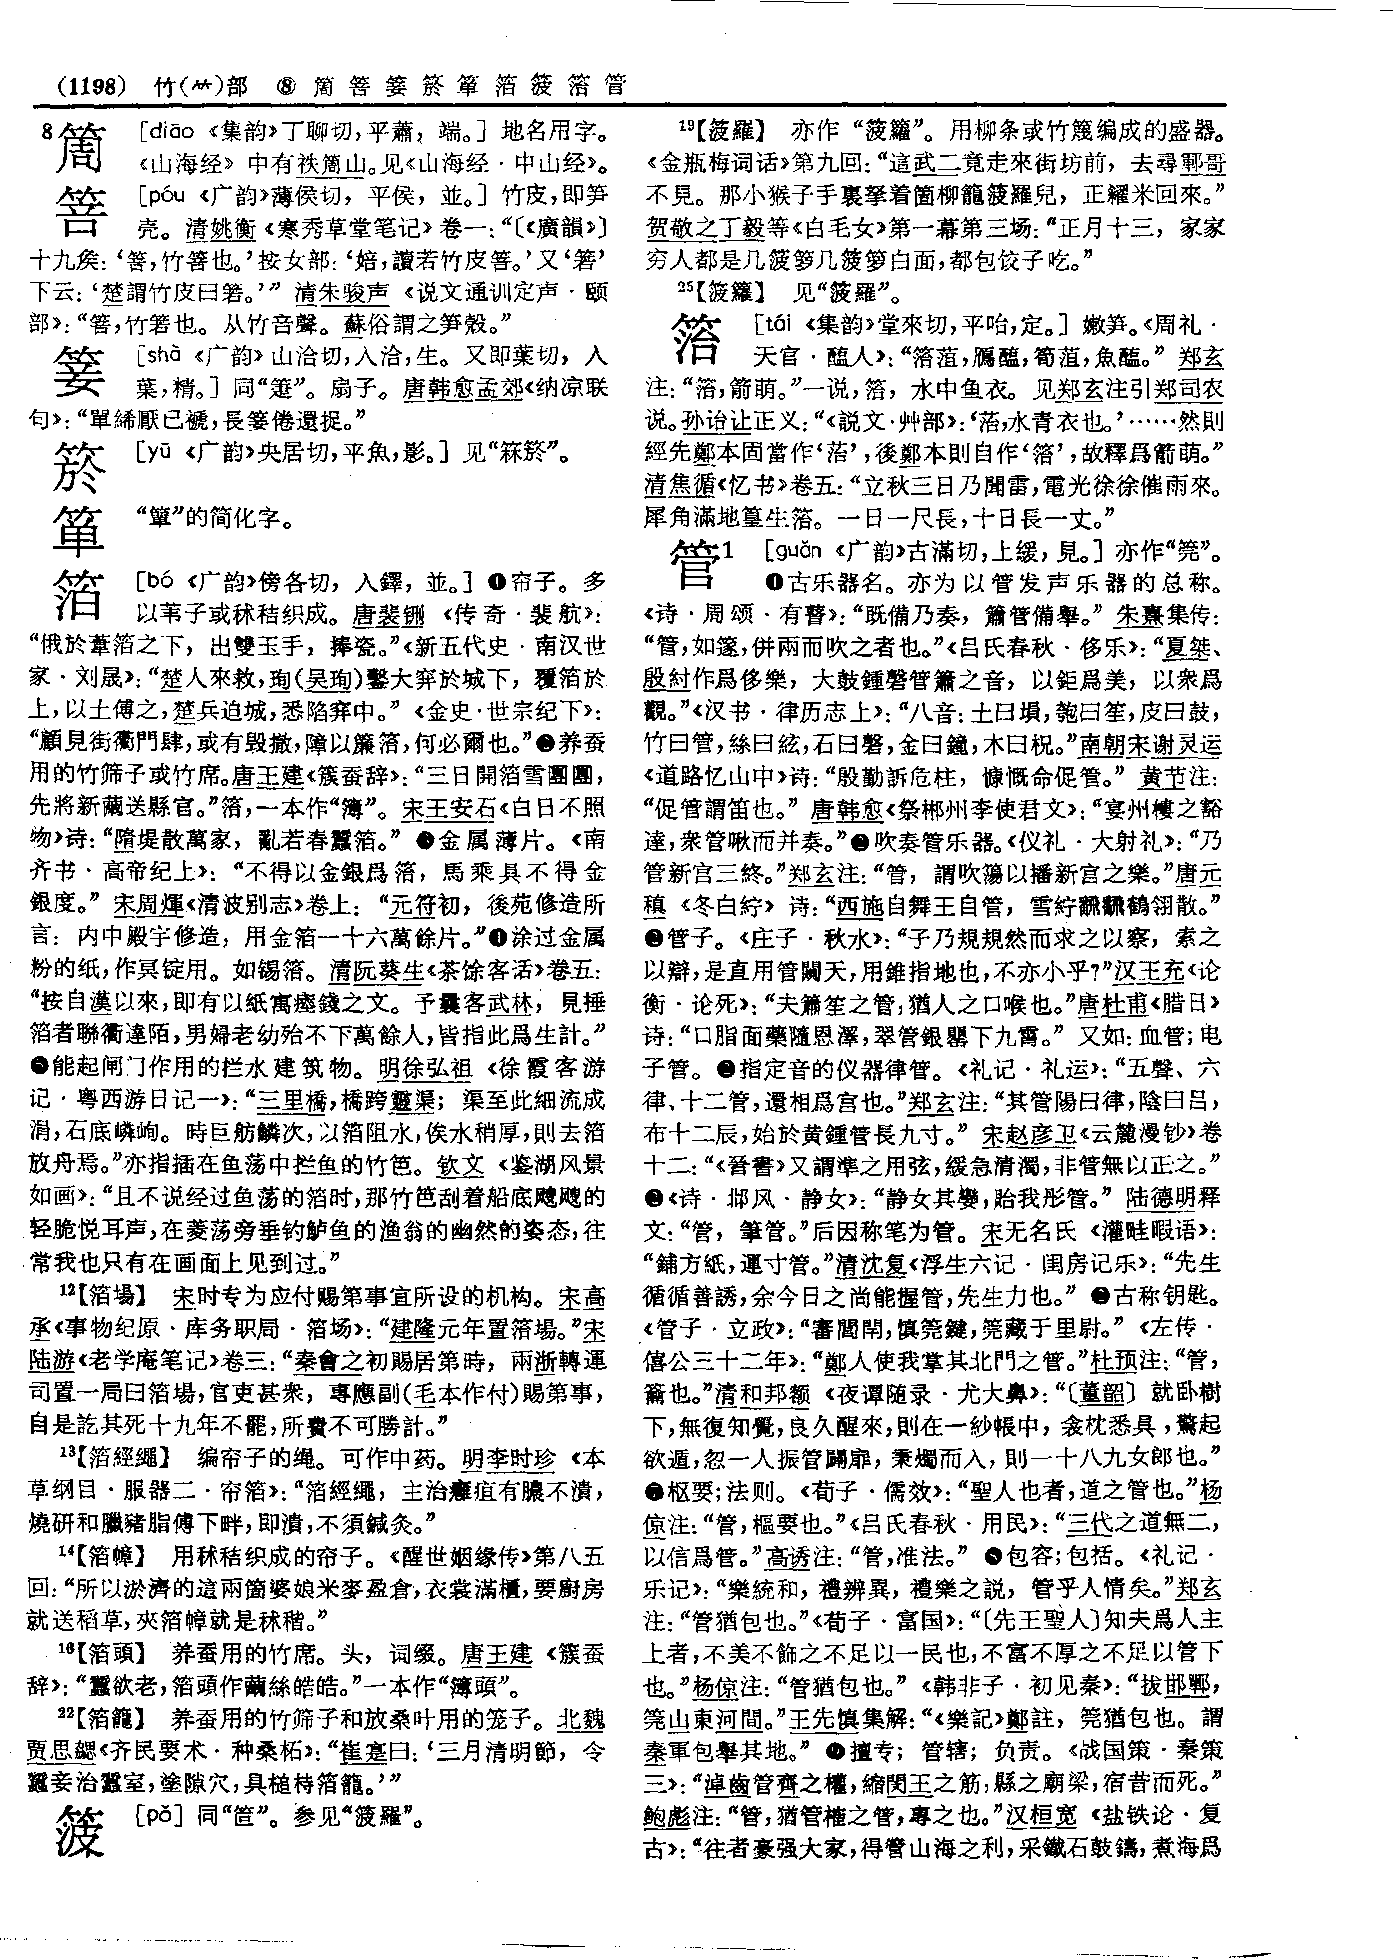 (1198) 竹(⺮)部 ⑧ 箌箁箑箊箪箔箥箈管
8 [diāo《集韵》丁聊切,平蕭,端。] 地名用字。
《山海经》中有祑䈙山。见《山海经·中山经》。
箁 [póu《广韵》薄侯切,平侯,並。] 竹皮,即笋
壳。清姚衡《寒秀草堂笔记》卷一:“〔《廣韻》〕
十九矦:‘箁,竹箁也。’按女部:‘婄,讀若竹皮箁。’又‘箬’
下云:‘楚謂竹皮曰箬。’” 清朱骏声《说文通训定声·颐
部》:“箁,竹箬也。从竹音聲。蘇俗謂之笋殼。”
箑 [shà《广韵》山洽切,入洽,生。又即葉切,入
葉,精。] 同“箑”。扇子。唐韩愈孟郊《纳凉联
句》:“單絺厭已褫,長箑倦還捉。”
箊 [yū《广韵》央居切,平魚,影。] 见“箖箊”。
箪 “簞”的简化字。
箔 [bó《广韵》傍各切,入鐸,並。] ❶帘子。多
以苇子或秫秸织成。唐裴铏《传奇·裴航》:
“俄於葦箔之下,出雙玉手,捧瓷。”《新五代史·南汉世
家·刘晟》:“楚人來救,珣(吴珣)鑿大穽於城下,覆箔於
上,以土傅之,楚兵迫城,悉陷穽中。”《金史·世宗纪下》:
“顧見街衢門肆,或有毁撤,障以簾箔,何必爾也。”❷养蚕
用的竹筛子或竹席。唐王建《簇蚕辞》:“三日開箔雪團團,
先將新繭送縣官。”箔,一本作“簿”。宋王安石《白日不照
物》诗:“隋堤散萬家,亂若春蠶箔。” ❸金属薄片。《南
齐书·高帝纪上》:“不得以金銀爲箔,馬乘具不得金
銀度。” 宋周煇《清波别志》卷上:“元符初,後苑修造所
言:内中殿宇修造,用金箔一十六萬餘片。”❹涂过金属
粉的纸,作冥锭用。如锡箔。清阮葵生《茶馀客话》卷五:
“按自漢以來,即有以紙寓瘞錢之文。予曩客武林,見捶
箔者聯衢達陌,男婦老幼殆不下萬餘人,皆指此爲生計。”
❺能起闸门作用的拦水建筑物。明徐弘祖《徐霞客游
记·粤西游日记一》:“三里橋,橋跨靈渠;渠至此細流成
涓,石底嶙峋。時巨舫鱗次,以箔阻水,俟水稍厚,則去箔
放舟焉。”亦指插在鱼荡中拦鱼的竹笆。钦文《鉴湖风景
如画》:“且不说经过鱼荡的箔时,那竹笆刮着船底飕飕的
轻脆悦耳声,在菱荡旁垂钓鲈鱼的渔翁的幽然的姿态,往
常我也只有在画面上见到过。”
12【箔場】 宋时专为应付赐第事宜所设的机构。宋高
承《事物纪原·库务职局·箔场》:“建隆元年置箔場。”宋
陆游《老学庵笔记》卷三:“秦會之初賜居第時,兩浙轉運
司置一局曰箔場,官吏甚衆,專應副(毛本作付)賜第事,
自是訖其死十九年不罷,所費不可勝計。”
13【箔經繩】 编帘子的绳。可作中药。明李时珍《本
草纲目·服器二·帘箔》:“箔經繩,主治癰疽有膿不潰,
燒研和臘豬脂傅下畔,即潰,不須鍼灸。”
14【箔幛】 用秫秸织成的帘子。《醒世姻缘传》第八五
回:“所以淤濟的這兩箇婆娘米麥盈倉,衣裳滿櫃,要廚房
就送稻草,夾箔幛就是秫稭。”
16【箔頭】 养蚕用的竹席。头,词缀。唐王建《簇蚕
辞》:“蠶欲老,箔頭作繭絲皓皓。”一本作“簿頭”。
22【箔籠】 养蚕用的竹筛子和放桑叶用的笼子。北魏
贾思勰《齐民要术·种桑柘》:“崔寔曰:‘三月清明節,令
蠶妾治蠶室,塗隙穴,具槌㭙箔籠。’”
箥 [pǒ] 同“笸”。参见“箥羅”。
19【箥羅】 亦作“箥籮”。用柳条或竹篾编成的盛器。
《金瓶梅词话》第九回:“這武二竟走來街坊前,去尋鄆哥
不見。那小猴子手裏拏着箇柳籠箥羅兒,正糴米回來。”
贺敬之丁毅等《白毛女》第一幕第三场:“正月十三,家家
穷人都是几箥箩几箥箩白面,都包饺子吃。”
25【箥籮】 见“箥羅”。
箈 [tái《集韵》堂來切,平咍,定。] 嫩笋。《周礼·
天官·醢人》:“箈菹,鴈醢,筍菹,魚醢。” 郑玄
注:“箈,箭萌。”一说,箈,水中鱼衣。见郑玄注引郑司农
说。孙诒让正义:“《説文·艸部》:‘菭,水青衣也。’……然則
經先鄭本固當作‘菭’,後鄭本則自作‘箈’,故釋爲箭萌。”
清焦循《忆书》卷五:“立秋三日乃聞雷,電光徐徐催雨來。
犀角滿地篁生箈。一日一尺長,十日長一丈。”
管1 [guǎn《广韵》古滿切,上緩,見。] 亦作“筦”。
❶古乐器名。亦为以管发声乐器的总称。
《诗·周颂·有瞽》:“既備乃奏,簫管備舉。” 朱熹集传:
“管,如篴,併兩而吹之者也。”《吕氏春秋·侈乐》:“夏桀、
殷紂作爲侈樂,大鼓鍾磬管簫之音,以鉅爲美,以衆爲
觀。”《汉书·律历志上》:“八音:土曰塤,匏曰笙,皮曰鼓,
竹曰管,絲曰絃,石曰磬,金曰鐘,木曰柷。”南朝宋谢灵运
《道路忆山中》诗:“殷勤訴危柱,慷慨命促管。” 黄节注:
“促管謂笛也。” 唐韩愈《祭郴州李使君文》:“宴州樓之豁
達,衆管啾而并奏。”❷吹奏管乐器。《仪礼·大射礼》:“乃
管新宫三終。”郑玄注:“管,謂吹簜以播新宫之樂。”唐元
稹《冬白紵》诗:“西施自舞王自管,雪紵翻翻鶴翎散。”
❸管子。《庄子·秋水》:“子乃規規然而求之以察,索之
以辯,是直用管闚天,用錐指地也,不亦小乎?”汉王充《论
衡·论死》:“夫簫笙之管,猶人之口喉也。”唐杜甫《腊日》
诗:“口脂面藥隨恩澤,翠管銀罌下九霄。” 又如:血管;电
子管。❹指定音的仪器律管。《礼记·礼运》:“五聲、六
律、十二管,還相爲宫也。”郑玄注:“其管陽曰律,陰曰吕,
布十二辰,始於黄鍾管長九寸。” 宋赵彦卫《云麓漫钞》卷
十二:“《晉書》又謂準之用弦,緩急清濁,非管無以正之。”
❺《诗·邶风·静女》:“静女其孌,貽我彤管。” 陆德明释
文:“管,筆管。”后因称笔为管。宋无名氏《灌畦暇语》:
“鋪方紙,運寸管。”清沈复《浮生六记·闺房记乐》:“先生
循循善誘,余今日之尚能握管,先生力也。” ❻古称钥匙。
《管子·立政》:“審閭閈,慎筦鍵,筦藏于里尉。”《左传·
僖公三十二年》:“鄭人使我掌其北門之管。”杜预注:“管,
籥也。”清和邦额《夜谭随录·尤大鼻》:“〔董韶〕就卧樹
下,無復知覺,良久醒來,則在一紗帳中,衾枕悉具,驚起
欲遁,忽一人振管闢扉,秉燭而入,則一十八九女郎也。”
❼枢要;法则。《荀子·儒效》:“聖人也者,道之管也。”杨
倞注:“管,樞要也。”《吕氏春秋·用民》:“三代之道無二,
以信爲管。”高诱注:“管,准法。” ❽包容;包括。《礼记·
乐记》:“樂統和,禮辨異,禮樂之説,管乎人情矣。”郑玄
注:“管猶包也。”《荀子·富国》:“〔先王聖人〕知夫爲人主
上者,不美不飾之不足以一民也,不富不厚之不足以管下
也。”杨倞注:“管猶包也。”《韩非子·初见秦》:“拔邯鄲,
筦山東河間。”王先慎集解:“《樂記》鄭註,筦猶包也。謂
秦軍包舉其地。” ❾擅专;管辖;负责。《战国策·秦策
三》:“淖齒管齊之權,縮閔王之筋,縣之廟梁,宿昔而死。”
鲍彪注:“管,猶管榷之管,專之也。”汉桓宽《盐铁论·复
古》:“往者豪强大家,得管山海之利,采鐵石鼓鑄,煮海爲